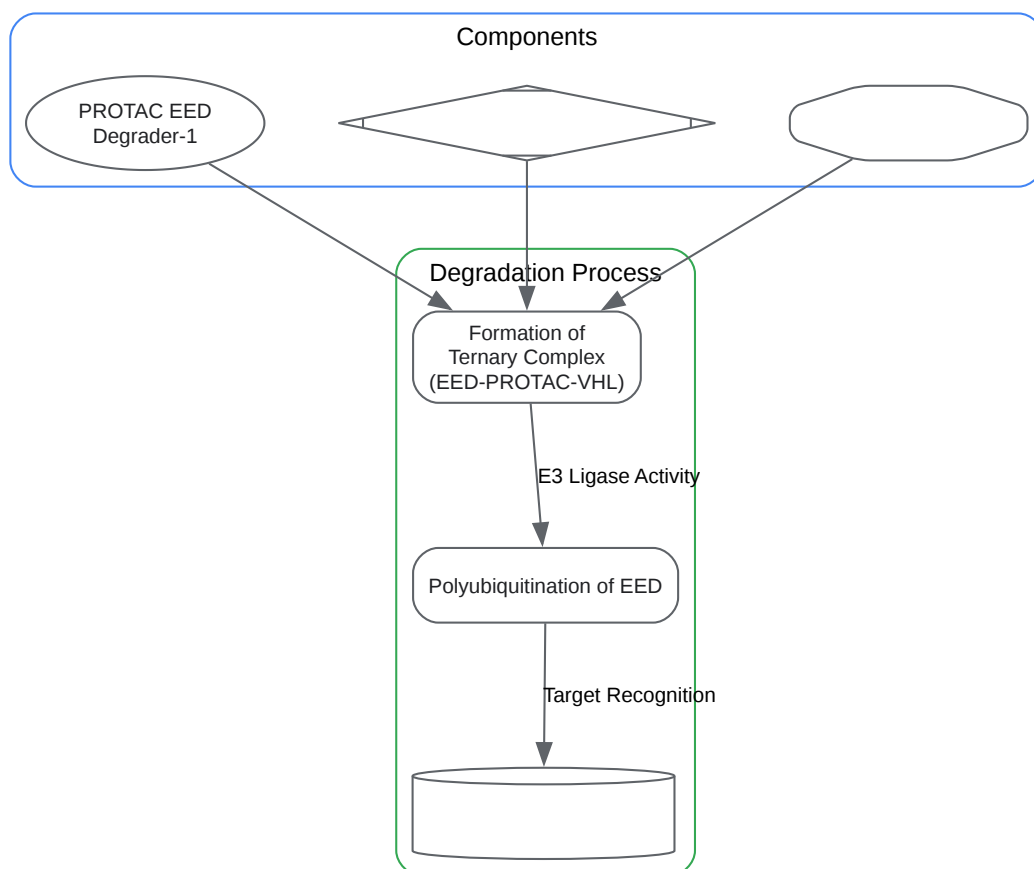 Components
PROTAC EED
Degrader-1
Degradation Process
Formation of
Ternary Complex
(EED-PROTAC-VHL)
E3 Ligase Activity
Polyubiquitination of EED
Target Recognition